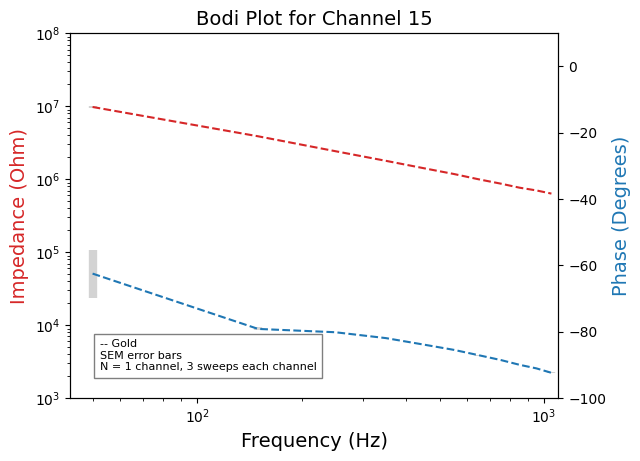 Bodi Plot for Channel 15
10^8
10^7
10^6
10^5
10^4
10^3
Impedance (Ohm)
0
−20
−40
−60
−80
−100
Phase (Degrees)
-- Gold
SEM error bars
N = 1 channel, 3 sweeps each channel
10^2
10^3
Frequency (Hz)